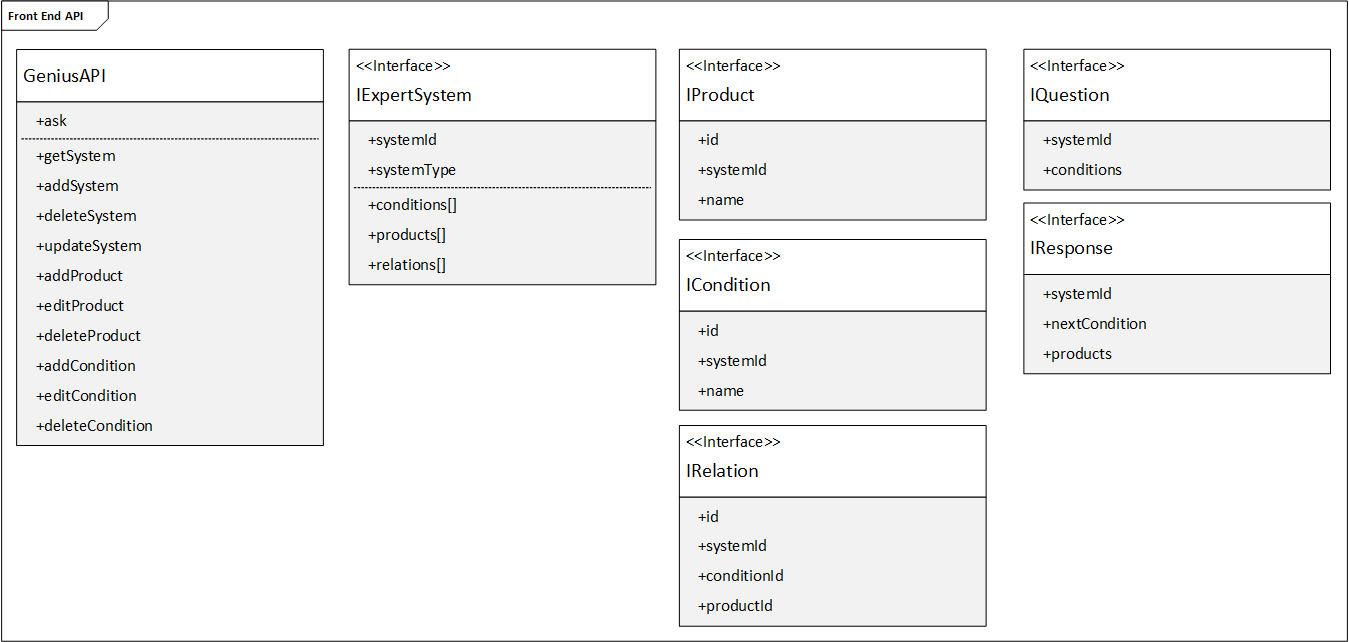 Front End API
GeniusAPI
+ask
+getSystem
+addSystem
+deleteSystem
+updateSystem
+addProduct
+editProduct
+deleteProduct
+addCondition
+editCondition
+deleteCondition
<<Interface>>
IExpertSystem
+systemId
+systemType
+conditions[]
+products[]
+relations[]
<<Interface>>
IProduct
+id
+systemId
+name
<<Interface>>
ICondition
+id
+systemId
+name
<<Interface>>
IRelation
+id
+systemId
+conditionId
+productId
<<Interface>>
IQuestion
+systemId
+conditions
<<Interface>>
IResponse
+systemId
+nextCondition
+products